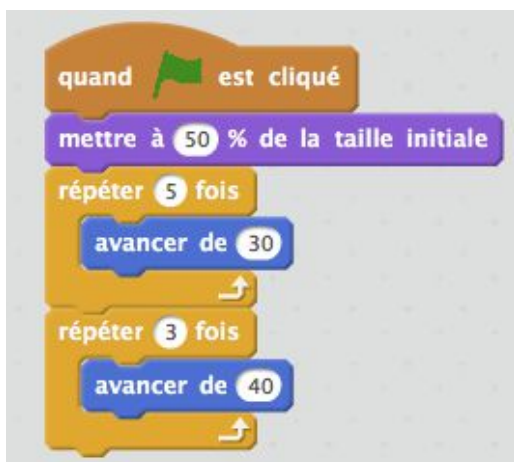 quand est cliqué
mettre à 50 % de la taille initiale
répéter 5 fois
avancer de 30
répéter 3 fois
avancer de 40